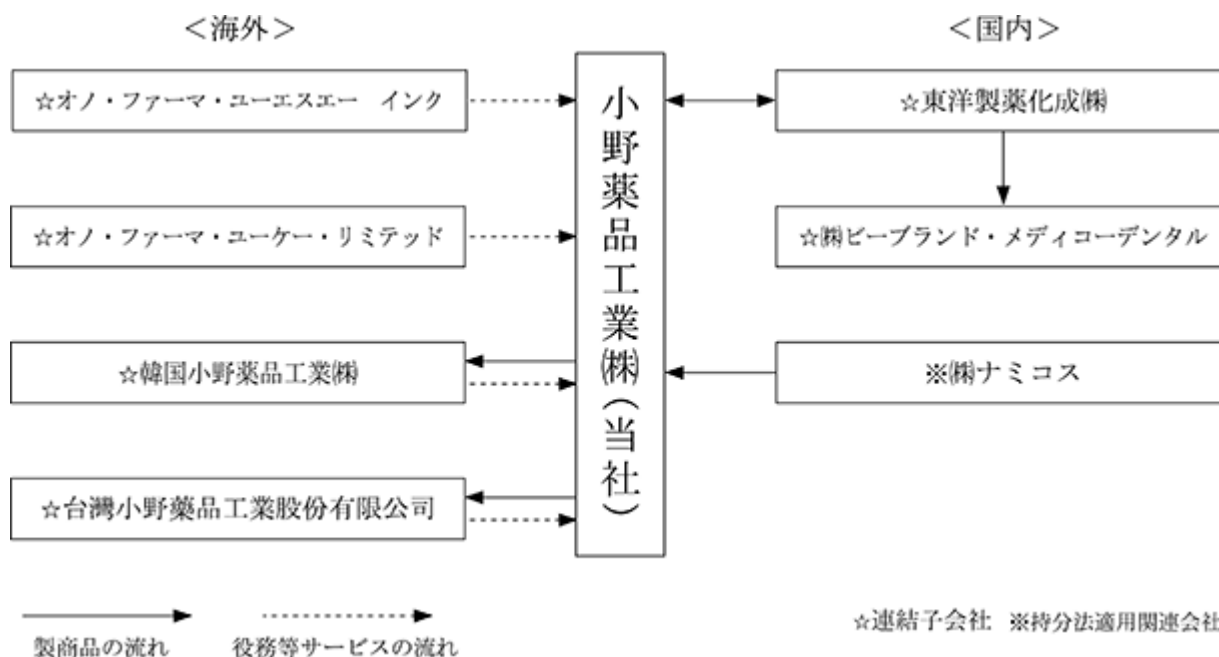 <海外>
<国内>
☆オノ・ファーマ・ユーエスエー　インク
☆オノ・ファーマ・ユーケー・リミテッド
☆韓国小野薬品工業㈱
☆台灣小野藥品工業股份有限公司
小野薬品工業㈱(当社)
☆東洋製薬化成㈱
☆㈱ビーブランド・メディコーデンタル
※㈱ナミコス
製商品の流れ
役務等サービスの流れ
☆連結子会社 ※持分法適用関連会社